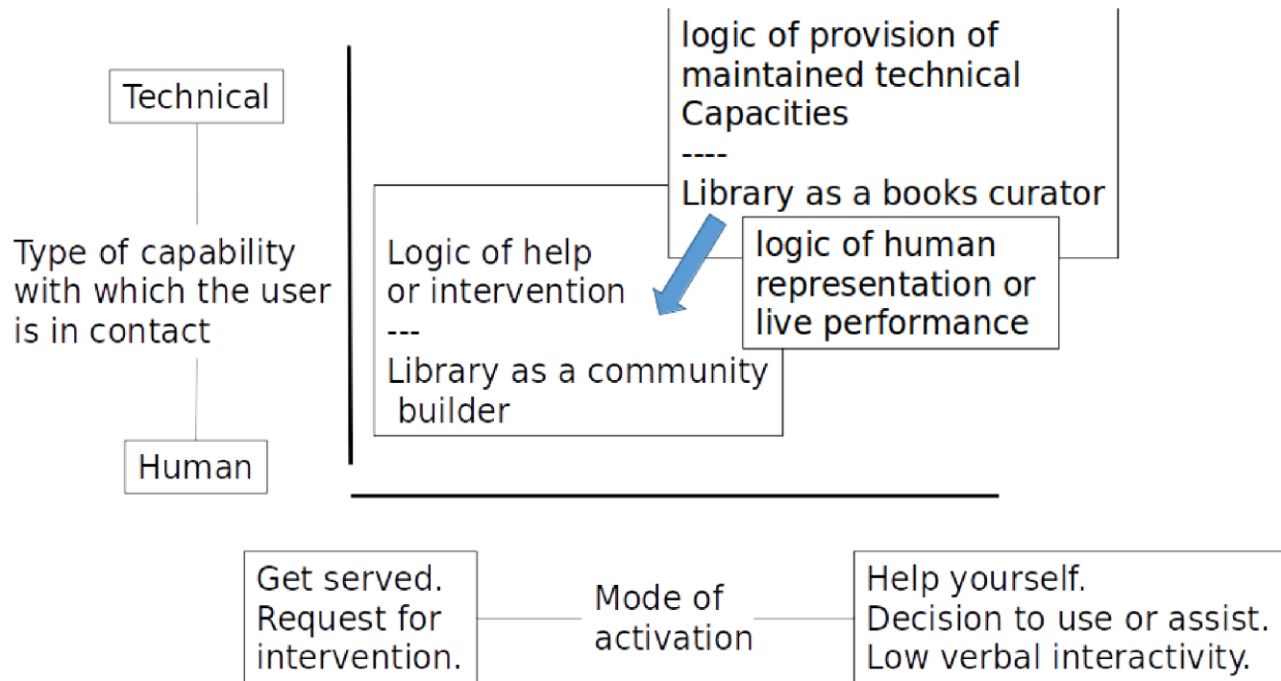 Technical
Type of capability
with which the user
is in contact
Human
logic of provision of
maintained technical
Capacities
----
Library as a books curator
Logic of help
or intervention
---
Library as a community
builder
logic of human
representation or
live performance
Get served.
Request for
intervention.
Mode of
activation
Help yourself.
Decision to use or assist.
Low verbal interactivity.